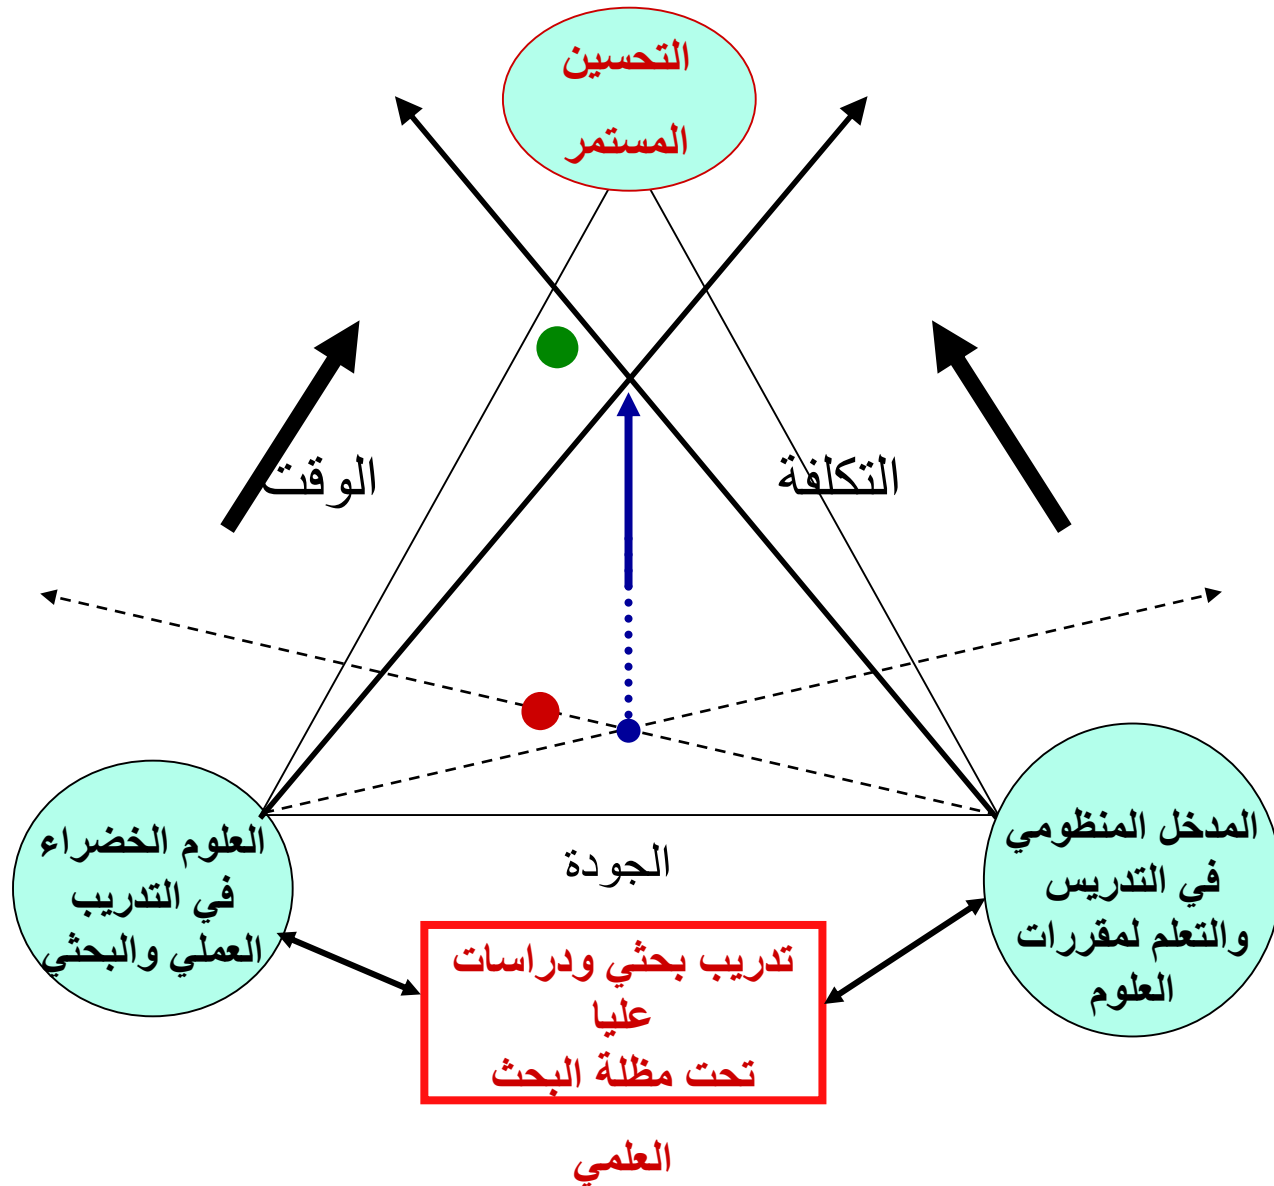 التحسين
المستمر
الوقت
التكلفة
المدخل المنظومي
في التدريس
والتعلم لمقررات
العلوم
العلوم الخضراء
في التدريب
العملي والبحثي
الجودة
تدريب بحثي ودراسات
عليا
تحت مظلة البحث
العلمي